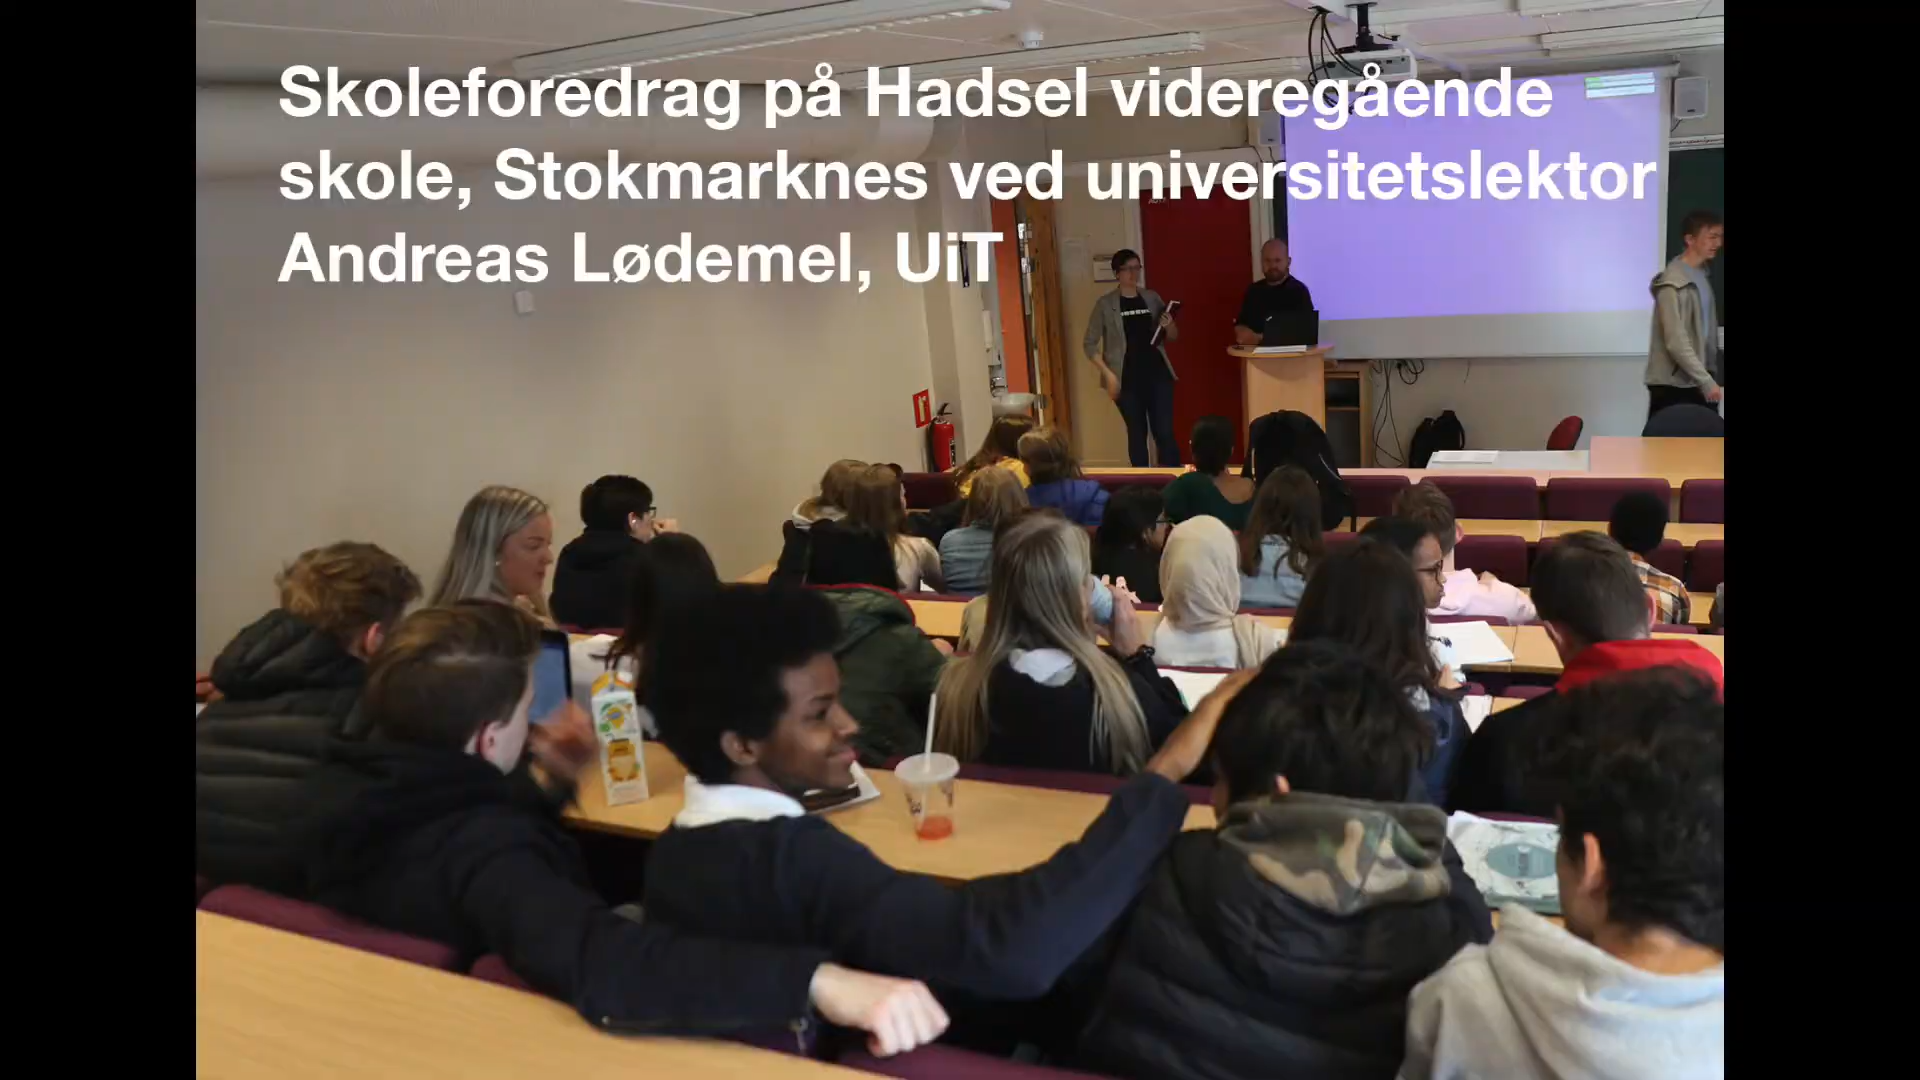 Skoleforedrag på Hadsel videregående
skole, Stokmarknes ved universitetslektor
Andreas Lødemel, UiT